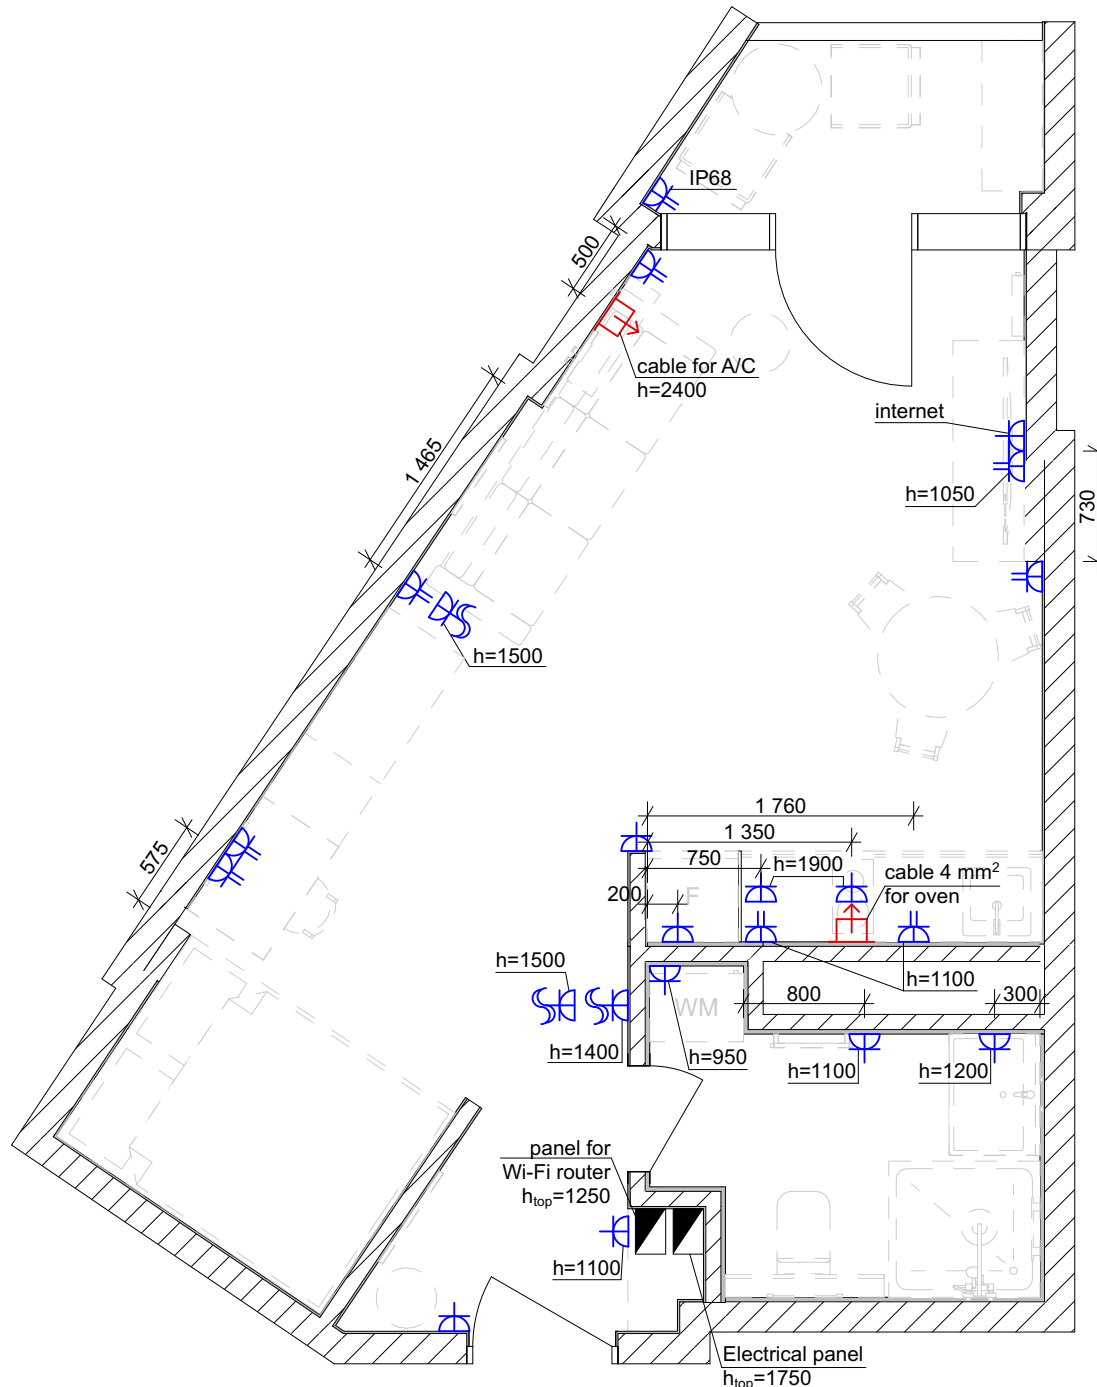 IP68
500
cable for A/C
h=2400
internet
1 465
h=1050
730
h=1500
1 760
575
1 350
750
h=1900
cable 4 mm²
for oven
200
F
h=1500
h=1100
WM
800
300
h=1400
h=950
h=1100
h=1200
panel for
Wi-Fi router
h_top=1250
h=1100
Electrical panel
h_top=1750